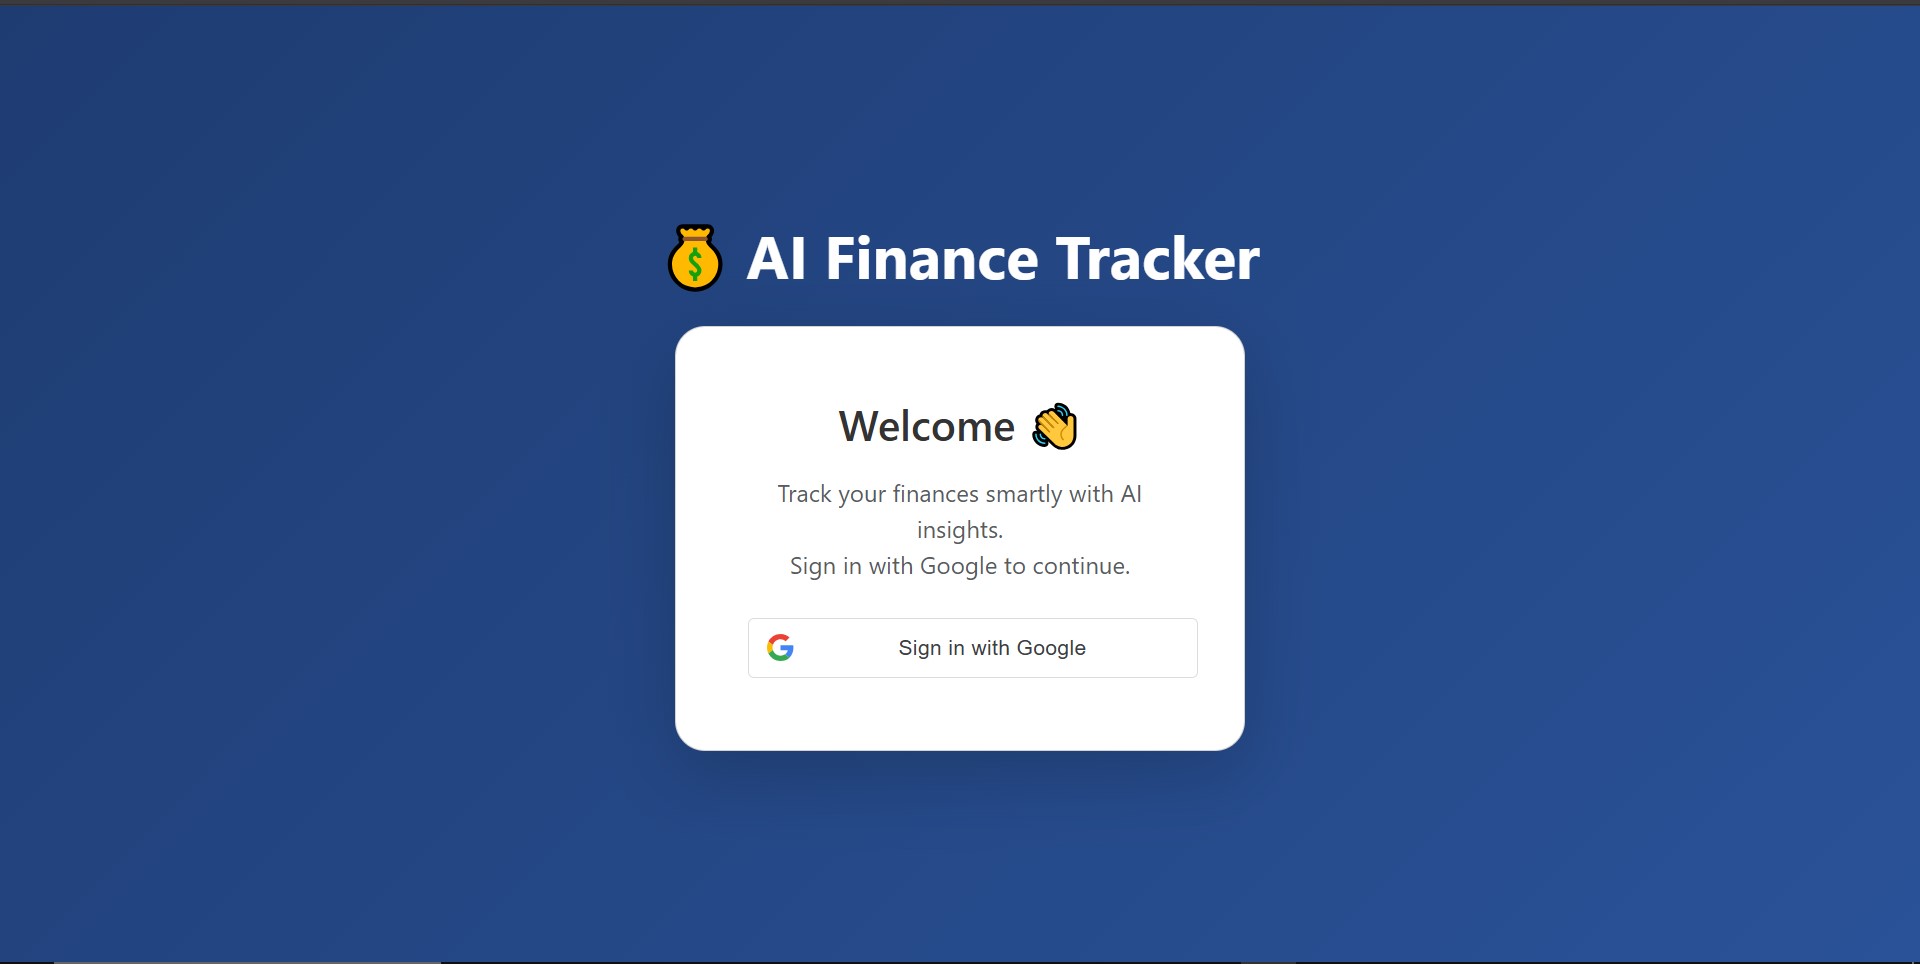 AI Finance Tracker
Welcome 👋
Track your finances smartly with AI
insights.
Sign in with Google to continue.
Sign in with Google